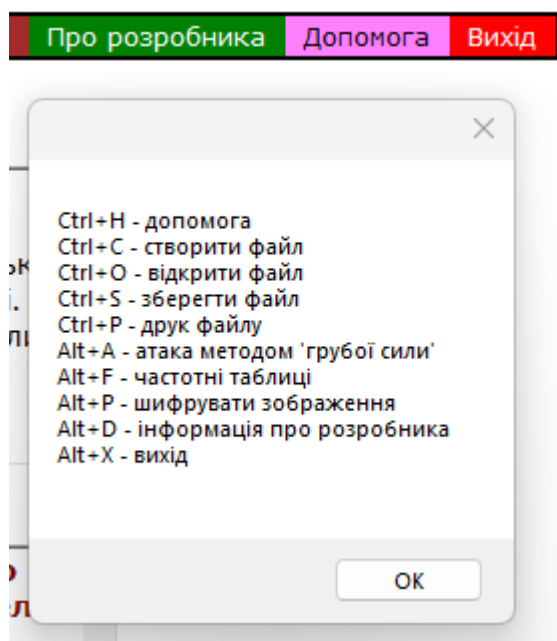 Про розробника Допомога Вихід
Ctrl+H - допомога
Ctrl+C - створити файл
Ctrl+O - відкрити файл
Ctrl+S - зберегти файл
Ctrl+P - друк файлу
Alt+A - атака методом 'грубої сили'
Alt+F - частотні таблиці
Alt+P - шифрувати зображення
Alt+D - інформація про розробника
Alt+X - вихід
ОК